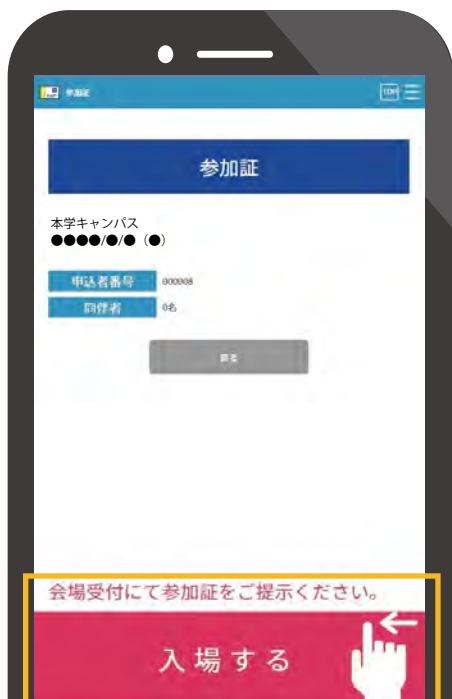 参加証
TOP
参加証
本学キャンパス
●●●●/●/●（●）
申込者番号 000008
同伴者 0名
戻る
会場受付にて参加証をご提示ください。
入場する